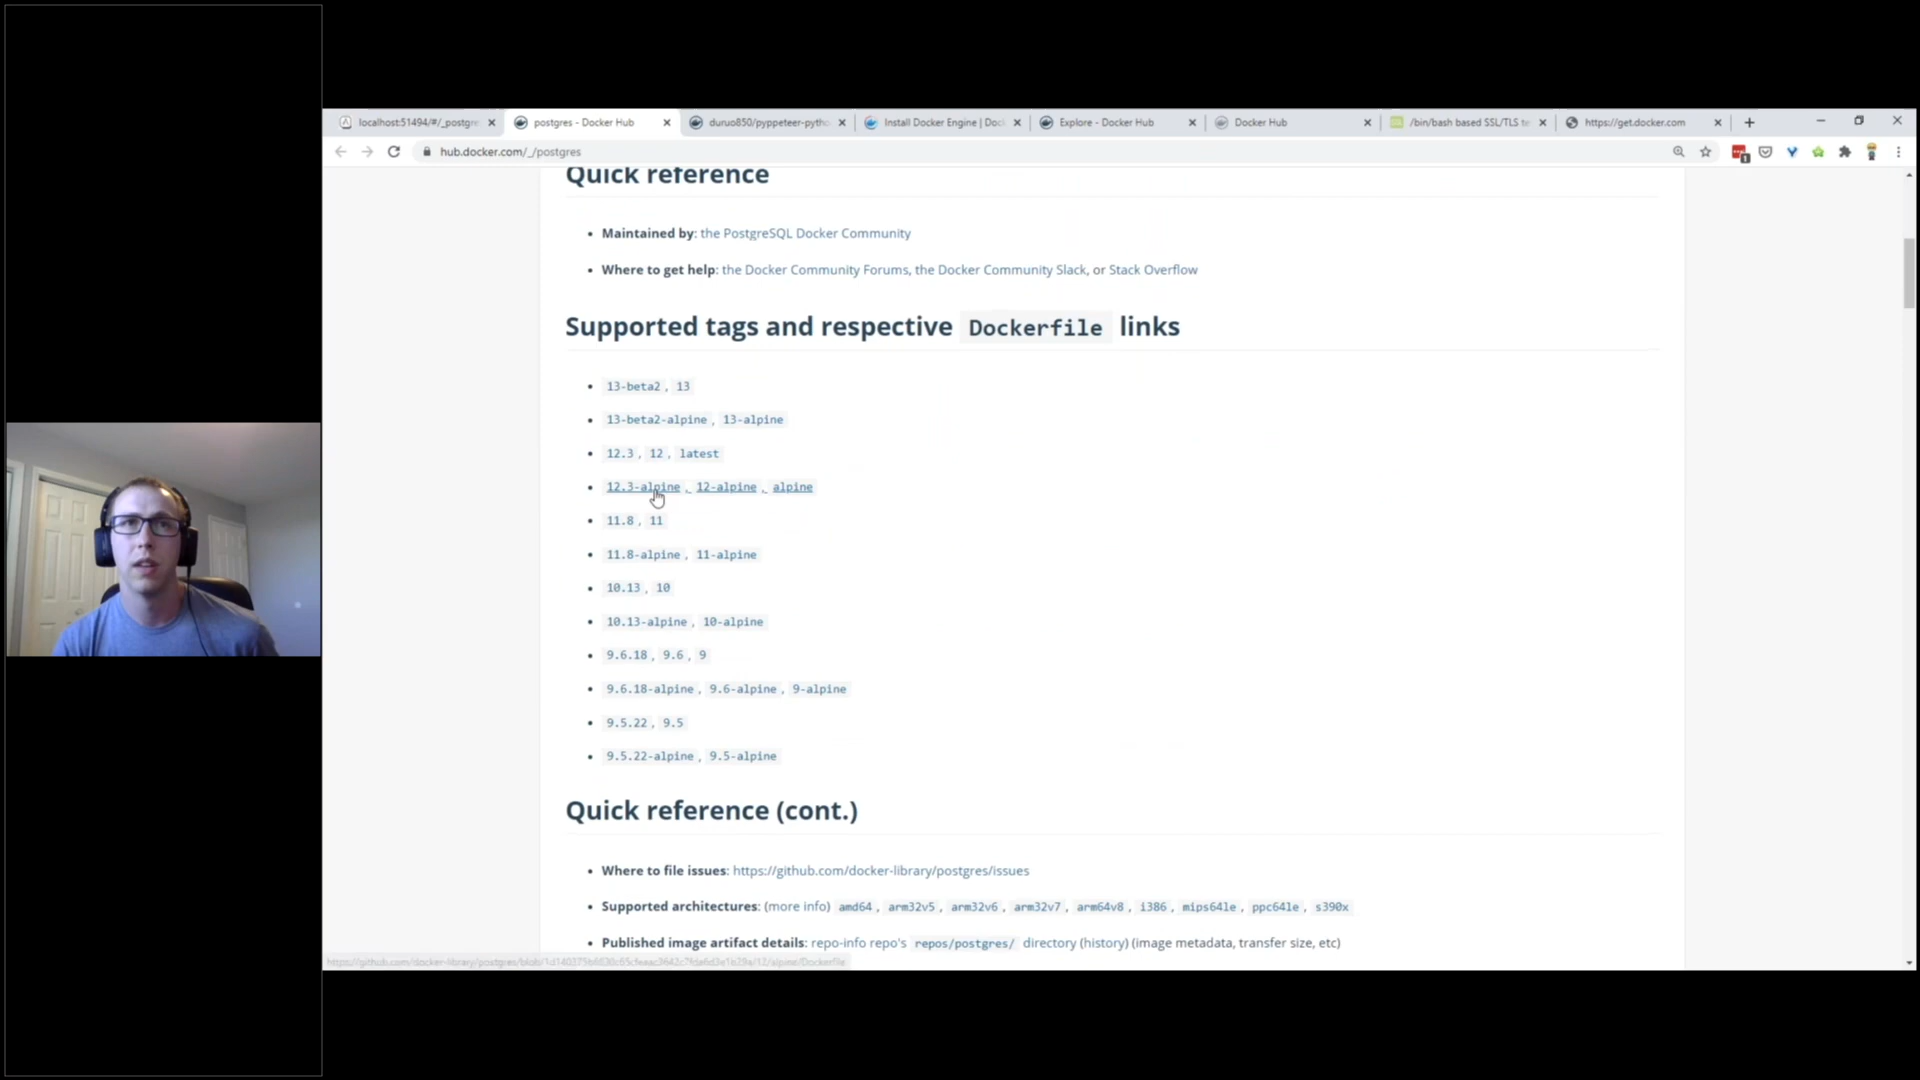 localhost:51494/#/_postgr
postgres - Docker Hub
duruo850/pyppeteer-pytho
Install Docker Engine | Doc
Explore - Docker Hub
Docker Hub
/bin/bash based SSL/TLS te
https://get.docker.com
hub.docker.com/_/postgres
Quick reference
• Maintained by: the PostgreSQL Docker Community
• Where to get help: the Docker Community Forums, the Docker Community Slack, or Stack Overflow
Supported tags and respective Dockerfile links
• 13-beta2, 13
• 13-beta2-alpine, 13-alpine
• 12.3, 12, latest
• 12.3-alpine, 12-alpine, alpine
• 11.8, 11
• 11.8-alpine, 11-alpine
• 10.13, 10
• 10.13-alpine, 10-alpine
• 9.6.18, 9.6, 9
• 9.6.18-alpine, 9.6-alpine, 9-alpine
• 9.5.22, 9.5
• 9.5.22-alpine, 9.5-alpine
Quick reference (cont.)
• Where to file issues: https://github.com/docker-library/postgres/issues
• Supported architectures: (more info) amd64, arm32v5, arm32v6, arm32v7, arm64v8, i386, mips64le, ppc64le, s390x
• Published image artifact details: repo-info repo's repos/postgres/ directory (history) (image metadata, transfer size, etc)